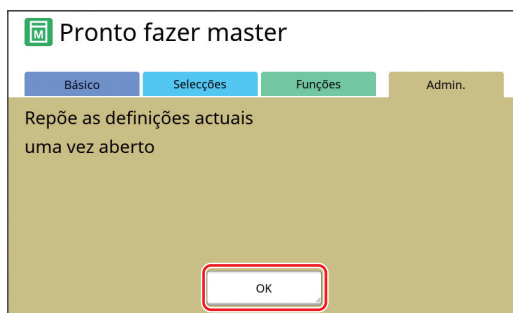 M Pronto fazer master
Básico Selecções Funções Admin.
Repõe as definições actuais
uma vez aberto
OK